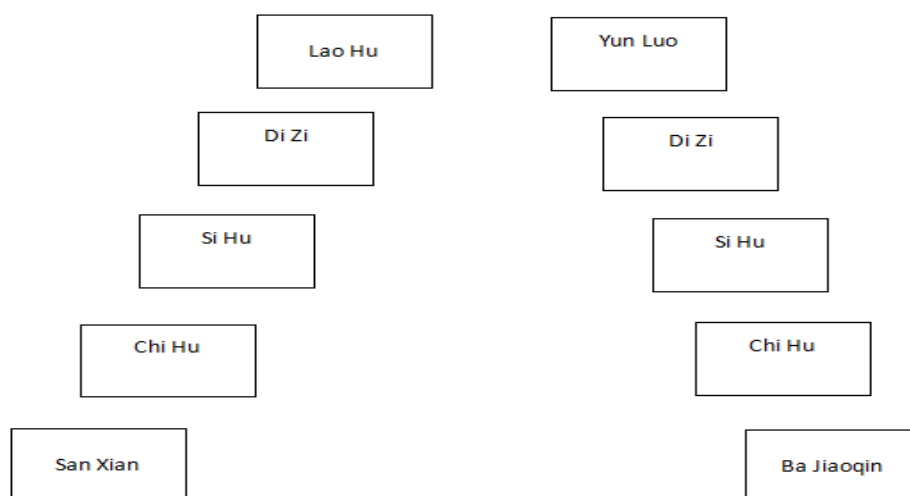 Lao Hu
Yun Luo
Di Zi
Di Zi
Si Hu
Si Hu
Chi Hu
Chi Hu
San Xian
Ba Jiaoqin